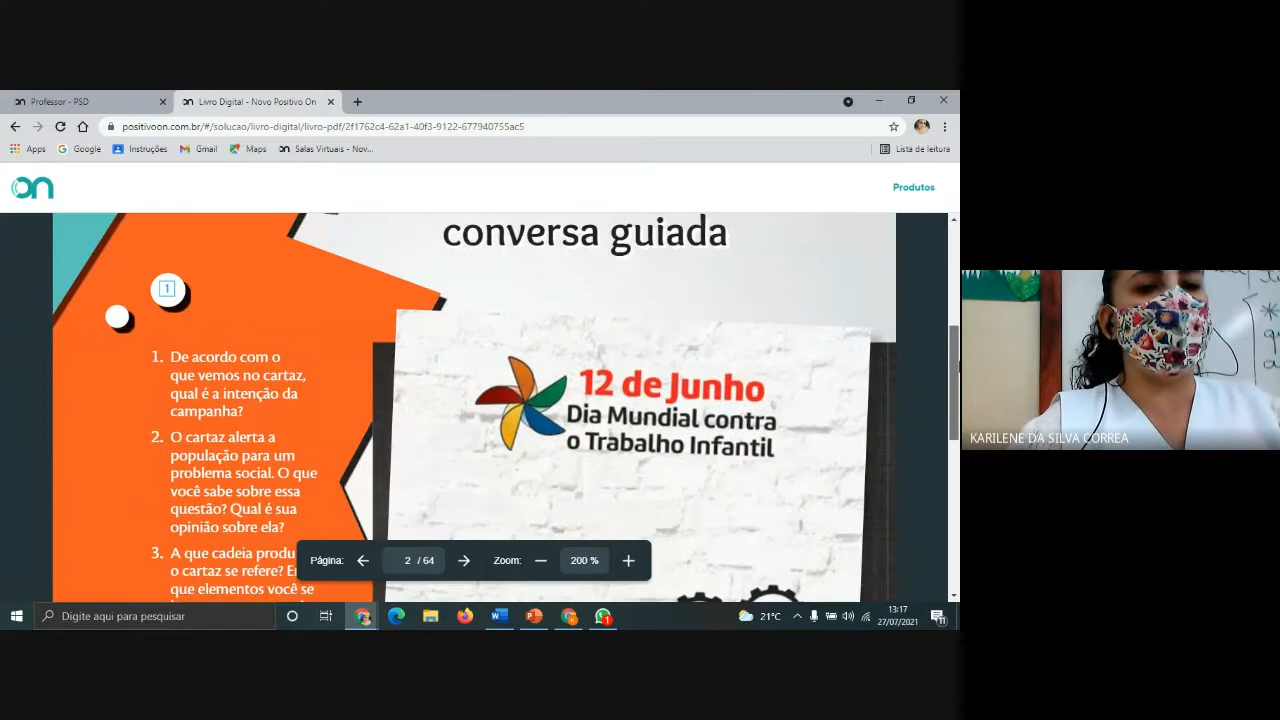 Professor - PSD
Livro Digital - Novo Positivo On
positivoon.com.br/#/solucao/livro-digital/livro-pdf/2f1762c4-62a1-40f3-9122-677940755ac5
Apps
Google
Instruções
Gmail
Maps
Salas Virtuais - Nov...
Lista de leitura
on
Produtos
conversa guiada
1
1. De acordo com o
que vemos no cartaz,
qual é a intenção da
campanha?
2. O cartaz alerta a
população para um
problema social. O que
você sabe sobre essa
questão? Qual é sua
opinião sobre ela?
3. A que cadeia produ
o cartaz se refere?
que elementos você se
12 de Junho
Dia Mundial contra
o Trabalho Infantil
Página:
2 / 64
Zoom:
200 %
KARILENE DA SILVA CORREA
Digite aqui para pesquisar
1
21°C
13:17
27/07/2021
11